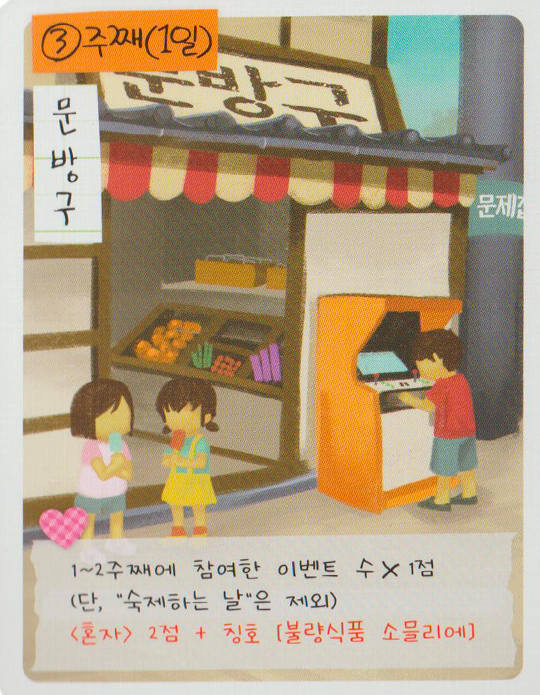 ③주째(1일)
문방구
문방구
문제
1~2주째에 참여한 이벤트 수 X 1점
(단, "숙제하는 날"은 제외)
<혼자> 2점 + 칭호 [불량식품 소믈리에]